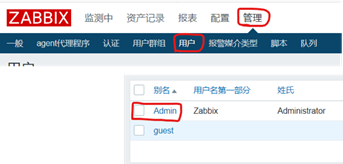 ZABBIX 监测中 资产记录 报表 配置 管理
一般 agent代理程序 认证 用户群组 用户 报警媒介类型 脚本 队列
别名 用户名第一部分 姓氏
Admin Zabbix Administrator
guest